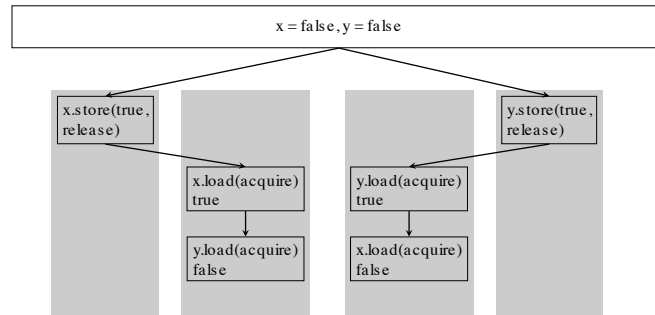 x = false, y = false
x.store(true,
release)
y.store(true,
release)
x.load(acquire)
true
y.load(acquire)
true
y.load(acquire)
false
x.load(acquire)
false